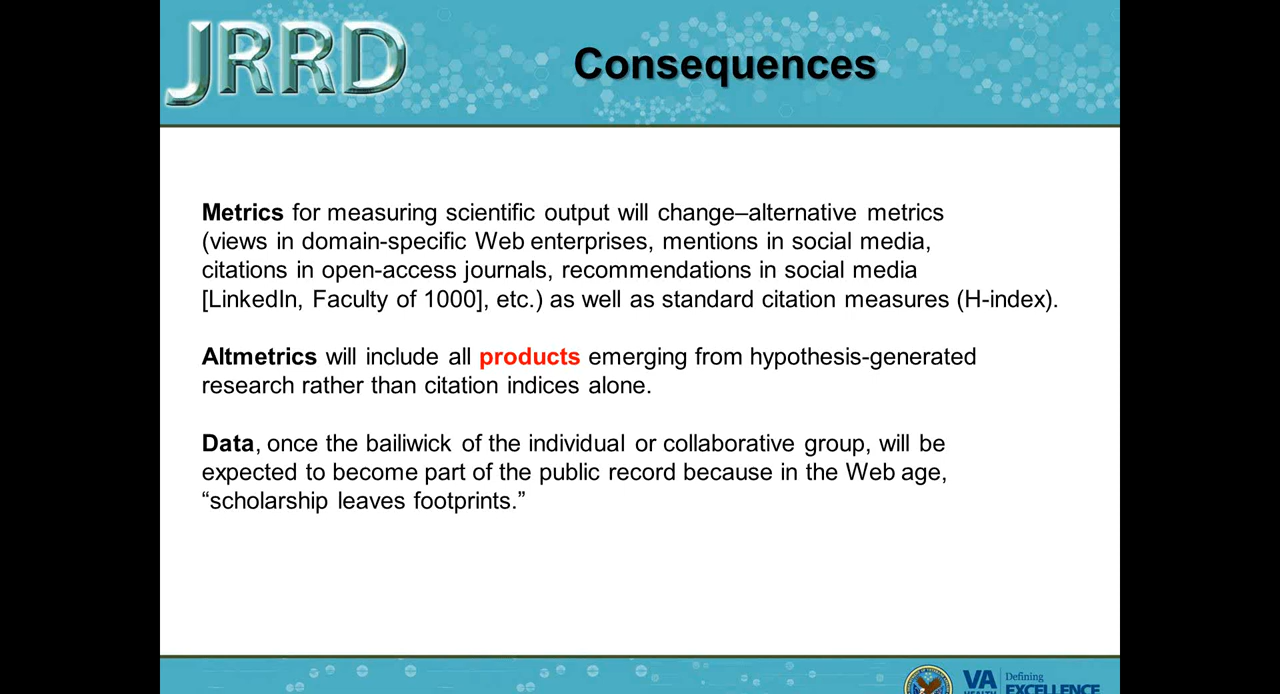 JRRD
Consequences
Metrics for measuring scientific output will change–alternative metrics
(views in domain-specific Web enterprises, mentions in social media,
citations in open-access journals, recommendations in social media
[LinkedIn, Faculty of 1000], etc.) as well as standard citation measures (H-index).
Altmetrics will include all products emerging from hypothesis-generated
research rather than citation indices alone.
Data, once the bailiwick of the individual or collaborative group, will be
expected to become part of the public record because in the Web age,
“scholarship leaves footprints.”
VA
Defining
HEALTH
EXCELLENCE